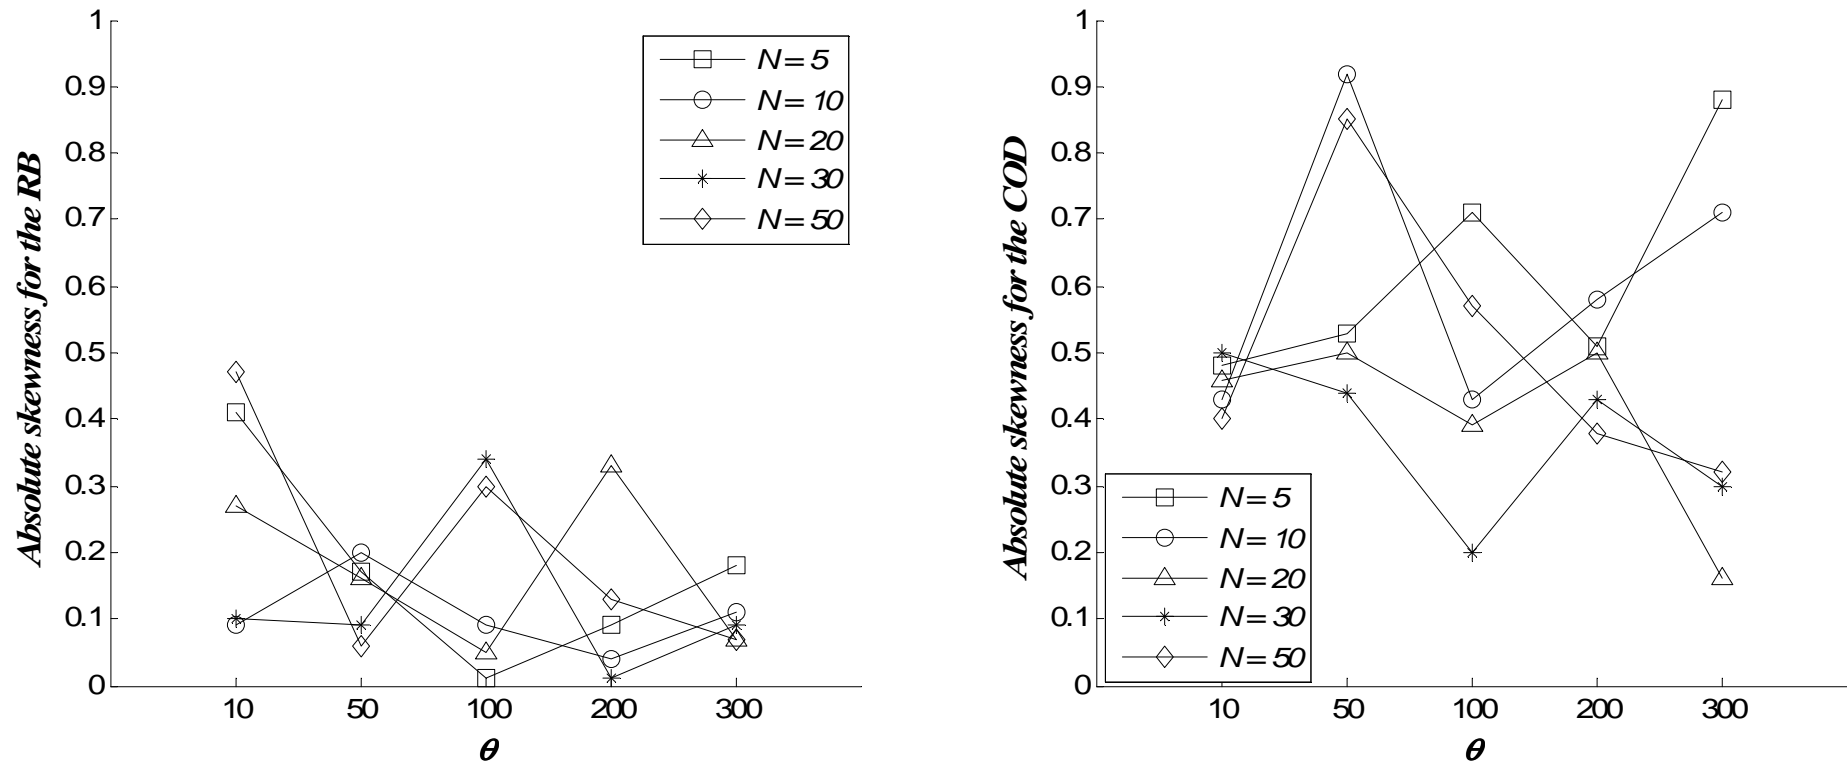 Absolute skewness for the RB
1
0.9
0.8
0.7
0.6
0.5
0.4
0.3
0.2
0.1
0
10 50 100 200 300
θ
N= 5
N= 10
N= 20
N= 30
N= 50
Absolute skewness for the COD
1
0.9
0.8
0.7
0.6
0.5
0.4
0.3
0.2
0.1
0
10 50 100 200 300
θ
N= 5
N= 10
N= 20
N= 30
N= 50